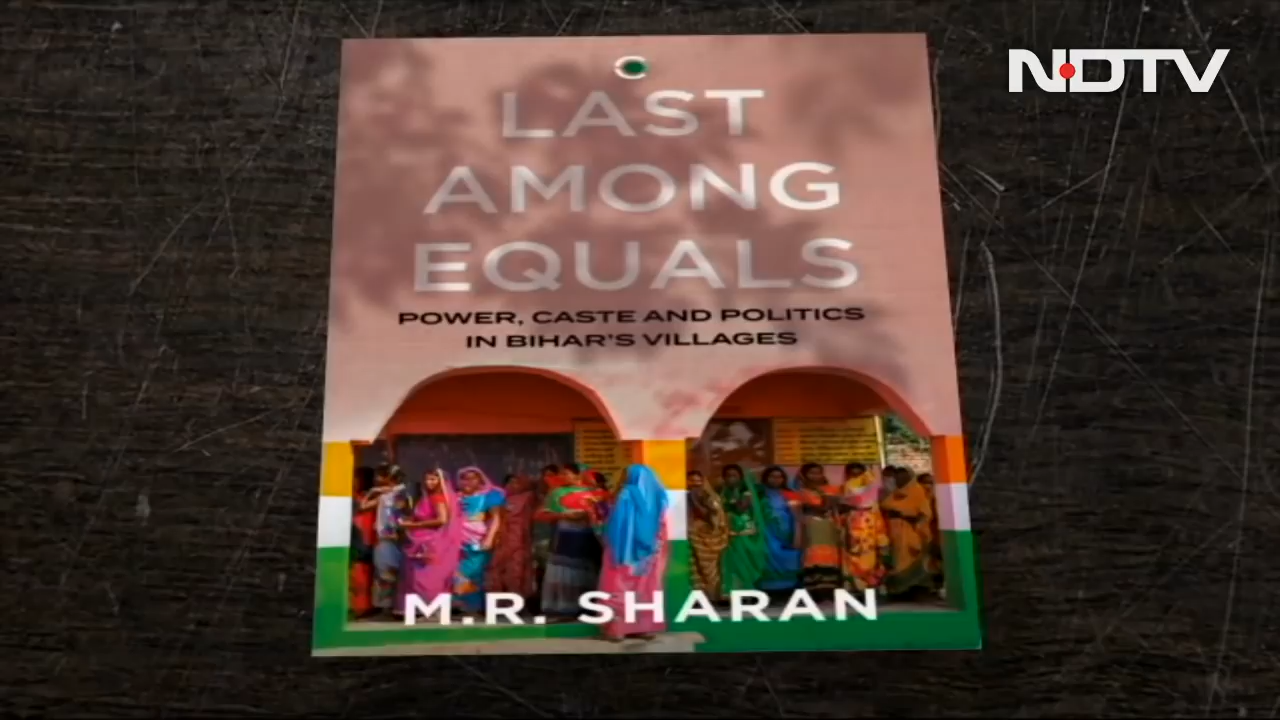 NDTV
LAST
AMONG
EQUALS
POWER, CASTE AND POLITICS
IN BIHAR'S VILLAGES
M.R. SHARAN